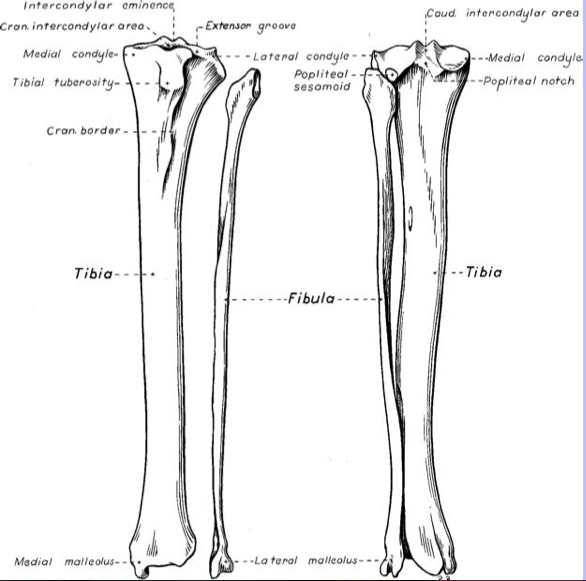 Intercondylar eminence
Cran. intercondylar area
Extensor groove
Caud. intercondylar area
Medial condyle
Lateral condyle
Medial condyle
Tibial tuberosity
Popliteal
sesamoid
Popliteal notch
Cran. border
Tibia
Tibia
Fibula
Medial malleolus
Lateral malleolus